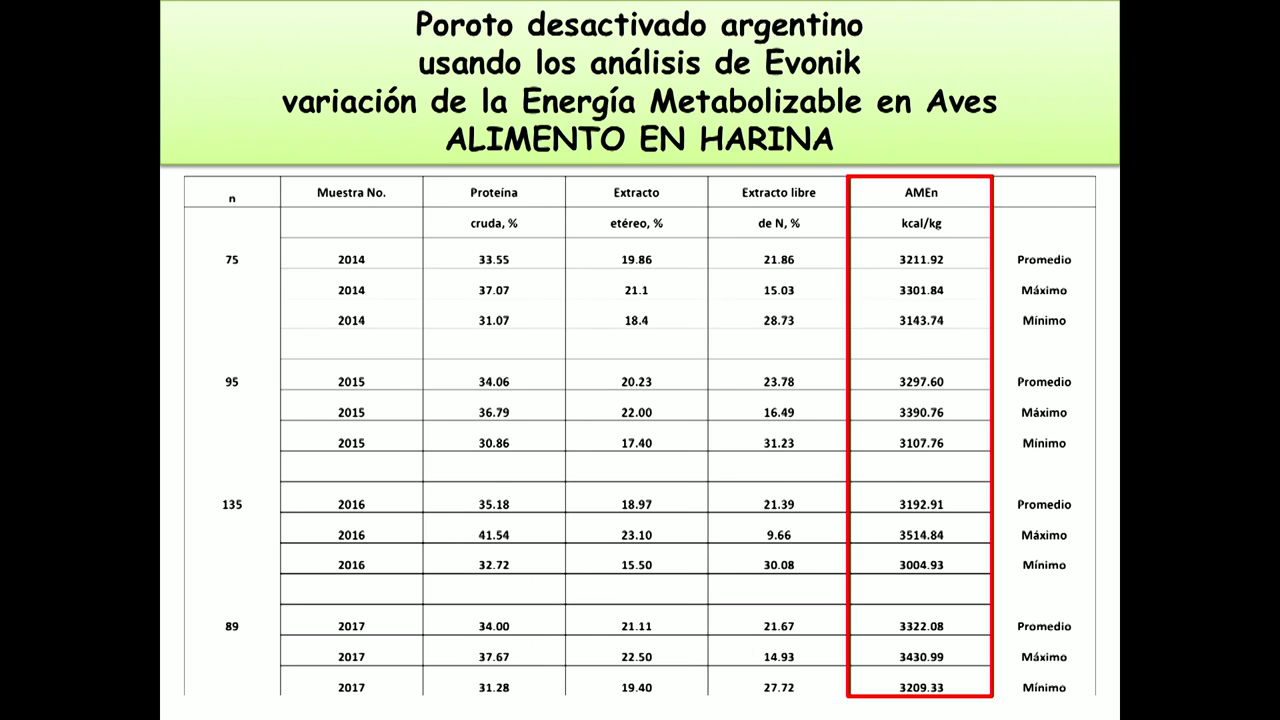 Poroto desactivado argentino
usando los análisis de Evonik
variación de la Energía Metabolizable en Aves
ALIMENTO EN HARINA
n Muestra No. Proteína Extracto Extracto libre AMEn
cruda, % etéreo, % de N, % kcal/kg
75 2014 33.55 19.86 21.86 3211.92 Promedio
2014 37.07 21.1 15.03 3301.84 Máximo
2014 31.07 18.4 28.73 3143.74 Mínimo
95 2015 34.06 20.23 23.78 3297.60 Promedio
2015 36.79 22.00 16.49 3390.76 Máximo
2015 30.86 17.40 31.23 3107.76 Mínimo
135 2016 35.18 18.97 21.39 3192.91 Promedio
2016 41.54 23.10 9.66 3514.84 Máximo
2016 32.72 15.50 30.08 3004.93 Mínimo
89 2017 34.00 21.11 21.67 3322.08 Promedio
2017 37.67 22.50 14.93 3430.99 Máximo
2017 31.28 19.40 27.72 3209.33 Mínimo